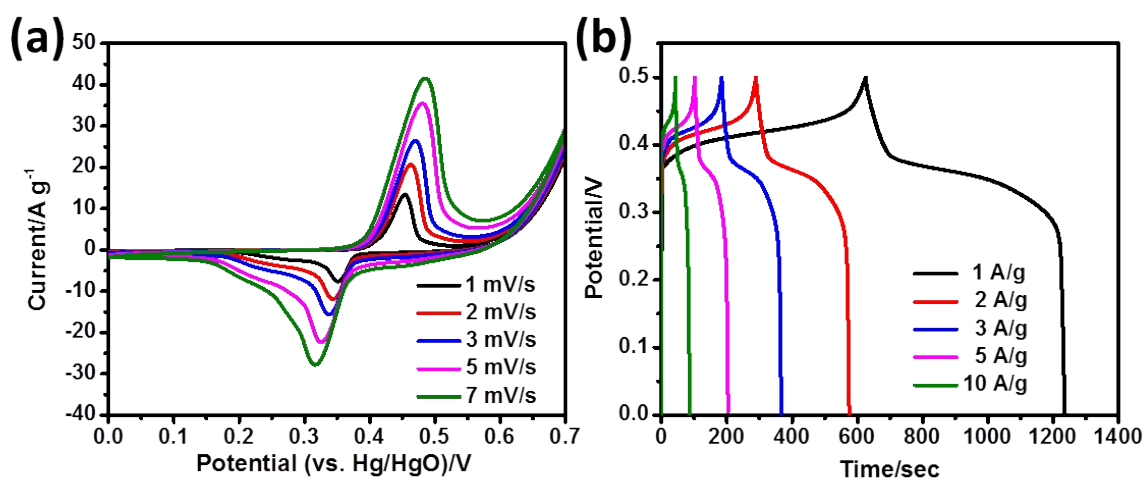 (a)
50
40
30
20
10
0
-10
-20
-30
-40
Current/A g⁻¹
0.0 0.1 0.2 0.3 0.4 0.5 0.6 0.7
Potential (vs. Hg/HgO)/V
1 mV/s
2 mV/s
3 mV/s
5 mV/s
7 mV/s
(b)
0.5
0.4
0.3
0.2
0.1
0.0
Potential/V
0 200 400 600 800 1000 1200 1400
Time/sec
1 A/g
2 A/g
3 A/g
5 A/g
10 A/g